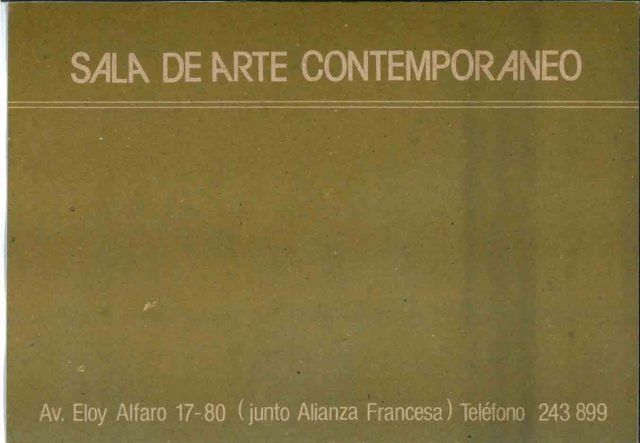 SALA DE ARTE CONTEMPORANEO
Av. Eloy Alfaro 17-80 (junto Alianza Francesa) Teléfono 243 899